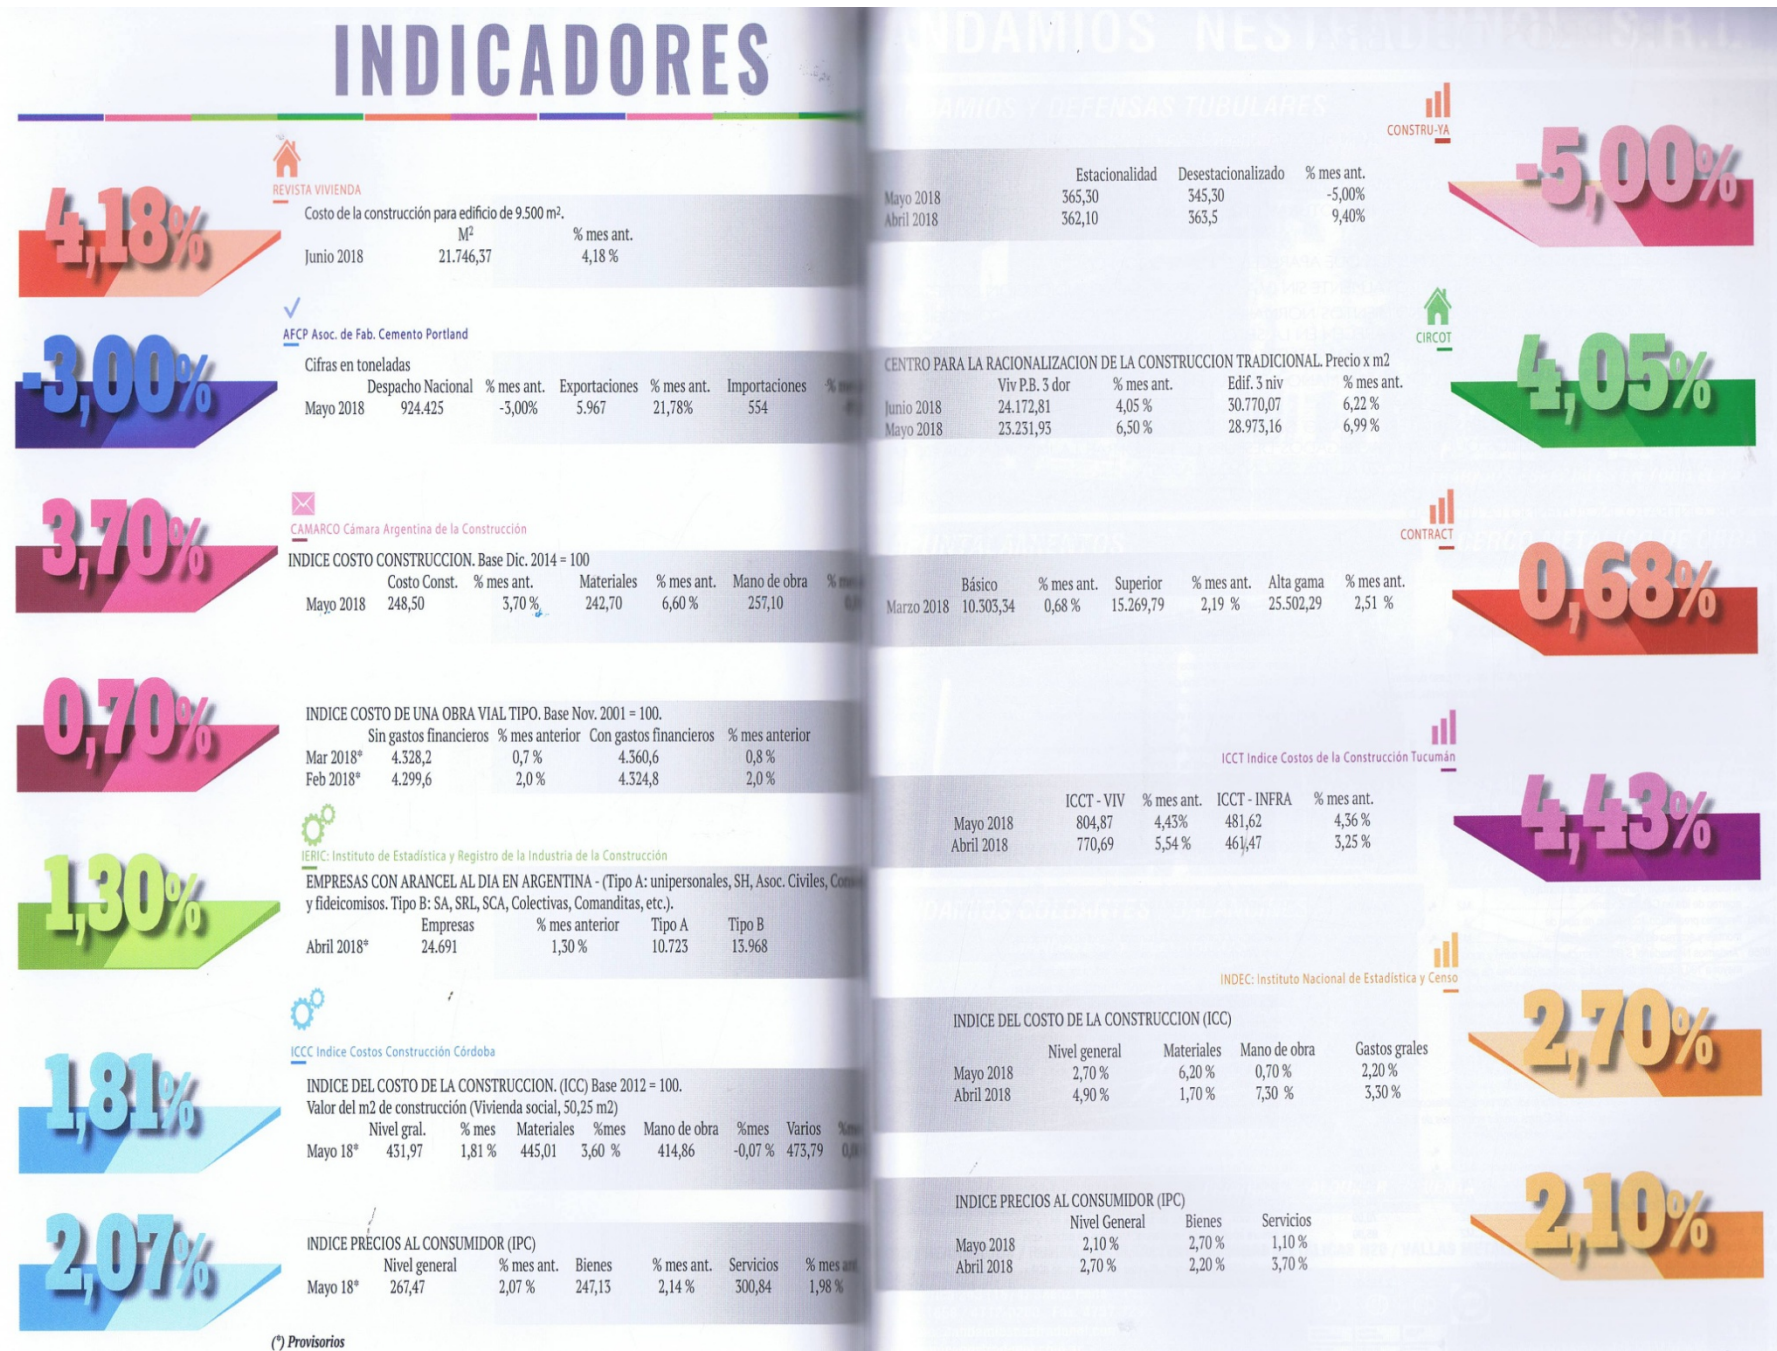 INDICADORES
4,18%
REVISTA VIVIENDA
Costo de la construcción para edificio de 9.500 m².
M² % mes ant.
Junio 2018 21.746,37 4,18 %
-3,00%
AFCP Asoc. de Fab. Cemento Portland
Cifras en toneladas
Despacho Nacional % mes ant. Exportaciones % mes ant. Importaciones
Mayo 2018 924.425 -3,00% 5.967 21,78% 554
3,70%
CAMARCO Cámara Argentina de la Construcción
INDICE COSTO CONSTRUCCION. Base Dic. 2014 = 100
Costo Const. % mes ant. Materiales % mes ant. Mano de obra
Mayo 2018 248,50 3,70 % 242,70 6,60 % 257,10
0,70%
INDICE COSTO DE UNA OBRA VIAL TIPO. Base Nov. 2001 = 100.
Sin gastos financieros % mes anterior Con gastos financieros % mes anterior
Mar 2018* 4.328,2 0,7 % 4.360,6 0,8 %
Feb 2018* 4.299,6 2,0 % 4.324,8 2,0 %
1,30%
IERIC: Instituto de Estadística y Registro de la Industria de la Construcción
EMPRESAS CON ARANCEL AL DIA EN ARGENTINA - (Tipo A: unipersonales, SH, Asoc. Civiles,
y fideicomisos. Tipo B: SA, SRL, SCA, Colectivas, Comanditas, etc.).
Empresas % mes anterior Tipo A Tipo B
Abril 2018* 24.691 1,30 % 10.723 13.968
1,81%
ICCC Indice Costos Construcción Córdoba
INDICE DEL COSTO DE LA CONSTRUCCION. (ICC) Base 2012 = 100.
Valor del m2 de construcción (Vivienda social, 50,25 m2)
Nivel gral. % mes Materiales %mes Mano de obra %mes Varios
Mayo 18* 431,97 1,81 % 445,01 3,60 % 414,86 -0,07 % 473,79
2,07%
INDICE PRECIOS AL CONSUMIDOR (IPC)
Nivel general % mes ant. Bienes % mes ant. Servicios % mes ant.
Mayo 18* 267,47 2,07 % 247,13 2,14 % 300,84 1,98 %
(*) Provisorios
CONSTRU-YA
-5,00%
Estacionalidad Desestacionalizado % mes ant.
Mayo 2018 365,30 345,30 -5,00%
Abril 2018 362,10 363,5 9,40%
CIRCOT
4,05%
CENTRO PARA LA RACIONALIZACION DE LA CONSTRUCCION TRADICIONAL. Precio x m2
Viv P.B. 3 dor % mes ant. Edif. 3 niv % mes ant.
Junio 2018 24.172,81 4,05 % 30.770,07 6,22 %
Mayo 2018 23.231,93 6,50 % 28.973,16 6,99 %
CONTRACT
0,68%
Básico % mes ant. Superior % mes ant. Alta gama % mes ant.
Marzo 2018 10.303,34 0,68 % 15.269,79 2,19 % 25.502,29 2,51 %
ICCT Indice Costos de la Construcción Tucumán
4,43%
ICCT - VIV % mes ant. ICCT - INFRA % mes ant.
Mayo 2018 804,87 4,43% 481,62 4,36 %
Abril 2018 770,69 5,54 % 461,47 3,25 %
INDEC: Instituto Nacional de Estadística y Censo
2,70%
INDICE DEL COSTO DE LA CONSTRUCCION (ICC)
Nivel general Materiales Mano de obra Gastos grales
Mayo 2018 2,70 % 6,20 % 0,70 % 2,20 %
Abril 2018 4,90 % 1,70 % 7,30 % 3,30 %
2,10%
INDICE PRECIOS AL CONSUMIDOR (IPC)
Nivel General Bienes Servicios
Mayo 2018 2,10 % 2,70 % 1,10 %
Abril 2018 2,70 % 2,20 % 3,70 %